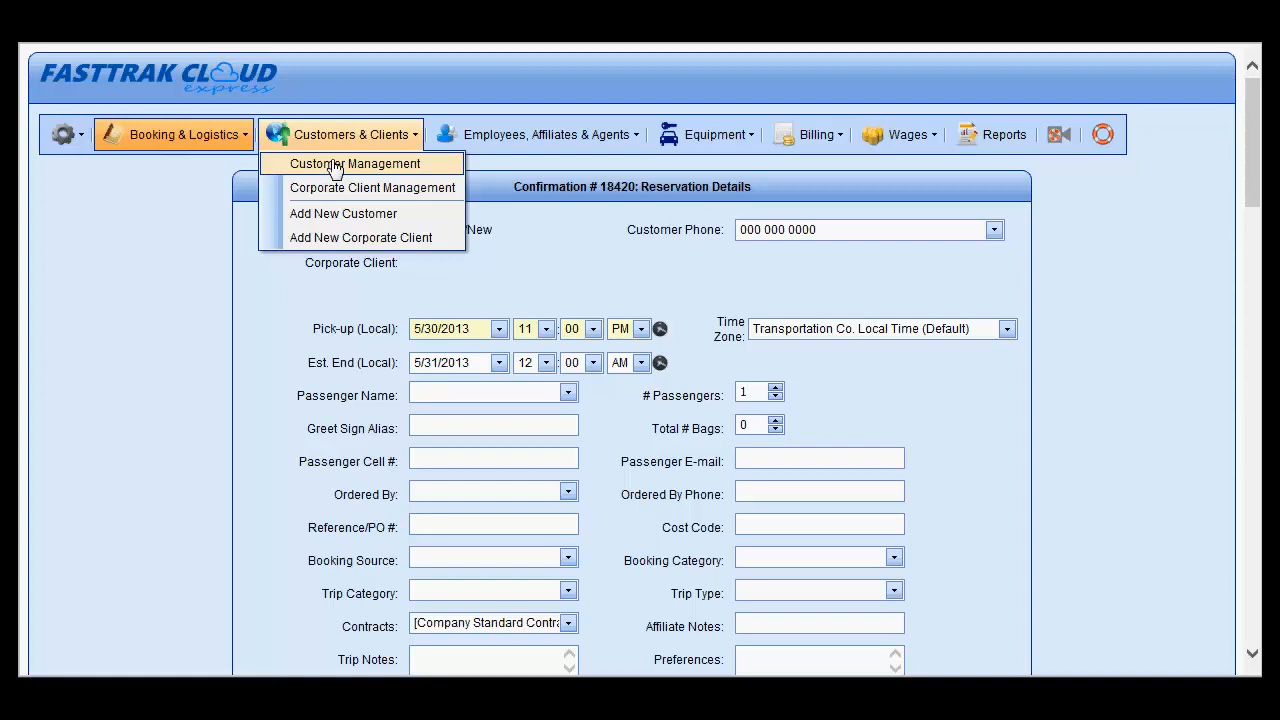 FASTTRAK CLOUD
express
Booking & Logistics Customers & Clients Employees, Affiliates & Agents Equipment Billing Wages Reports
Customer Management
Corporate Client Management
Add New Customer
Add New Corporate Client
Confirmation # 18420: Reservation Details
/New Customer Phone: 000 000 0000
Corporate Client:
Pick-up (Local): 5/30/2013 11 : 00 PM Time Zone: Transportation Co. Local Time (Default)
Est. End (Local): 5/31/2013 12 : 00 AM
Passenger Name: # Passengers: 1
Greet Sign Alias: Total # Bags: 0
Passenger Cell #: Passenger E-mail:
Ordered By: Ordered By Phone:
Reference/PO #: Cost Code:
Booking Source: Booking Category:
Trip Category: Trip Type:
Contracts: [Company Standard Contra Affiliate Notes:
Trip Notes: Preferences: